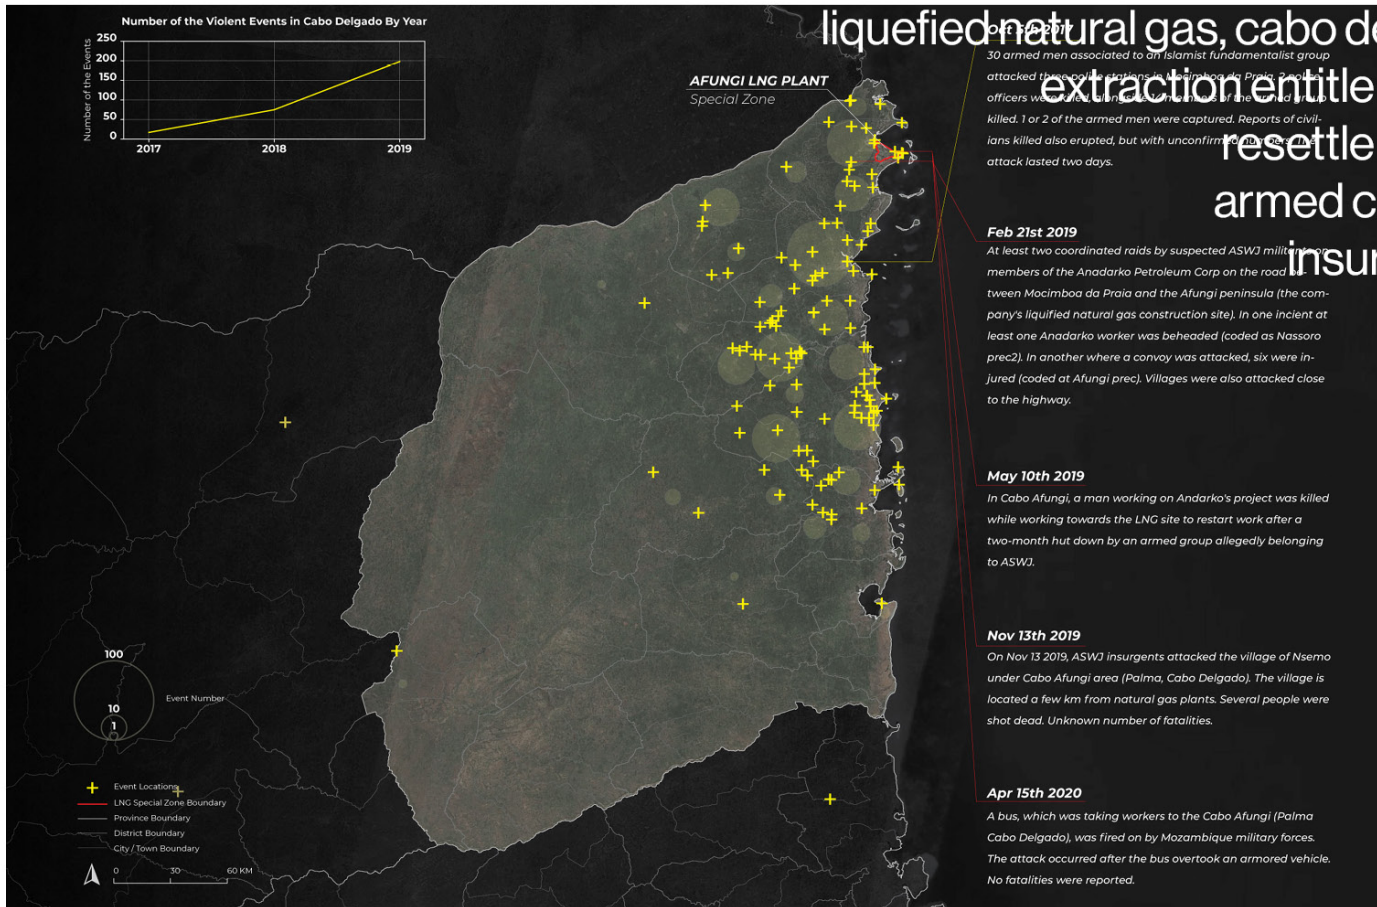 Number of the Violent Events in Cabo Delgado By Year
Number of the Events
250
200
150
100
50
0
2017
2018
2019
liquefied natural gas, cabo de
extraction entitle
resettle
armed c
insur
AFUNGI LNG PLANT
Special Zone
Oct 5th 2017
30 armed men associated to an Islamist fundamentalist group
attacked three police stations in Mocimboa da Praia. 2 police
officers were killed, alongside 14 members of the armed group
killed. 1 or 2 of the armed men were captured. Reports of civil-
ians killed also erupted, but with unconfirmed numbers. The
attack lasted two days.
Feb 21st 2019
At least two coordinated raids by suspected ASWJ militants on
members of the Anadarko Petroleum Corp on the road be-
tween Mocimboa da Praia and the Afungi peninsula (the com-
pany's liquified natural gas construction site). In one incient at
least one Anadarko worker was beheaded (coded as Nassoro
prec2). In another where a convoy was attacked, six were in-
jured (coded at Afungi prec). Villages were also attacked close
to the highway.
May 10th 2019
In Cabo Afungi, a man working on Andarko's project was killed
while working towards the LNG site to restart work after a
two-month hut down by an armed group allegedly belonging
to ASWJ.
Nov 13th 2019
On Nov 13 2019, ASWJ insurgents attacked the village of Nsemo
under Cabo Afungi area (Palma, Cabo Delgado). The village is
located a few km from natural gas plants. Several people were
shot dead. Unknown number of fatalities.
Apr 15th 2020
A bus, which was taking workers to the Cabo Afungi (Palma
Cabo Delgado), was fired on by Mozambique military forces.
The attack occurred after the bus overtook an armored vehicle.
No fatalities were reported.
100
10
1
Event Number
Event Locations
LNG Special Zone Boundary
Province Boundary
District Boundary
City / Town Boundary
0 30 60 KM